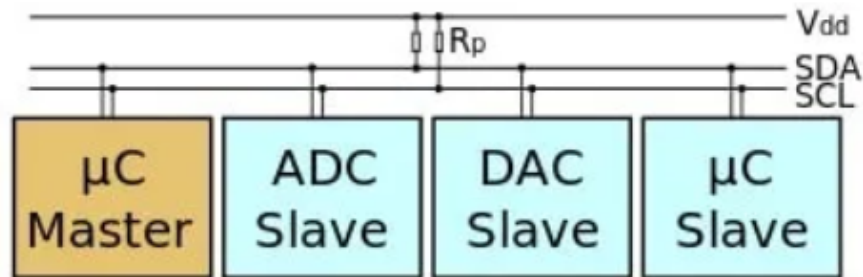 Vdd
Rp
SDA
SCL
µC
Master
ADC
Slave
DAC
Slave
µC
Slave